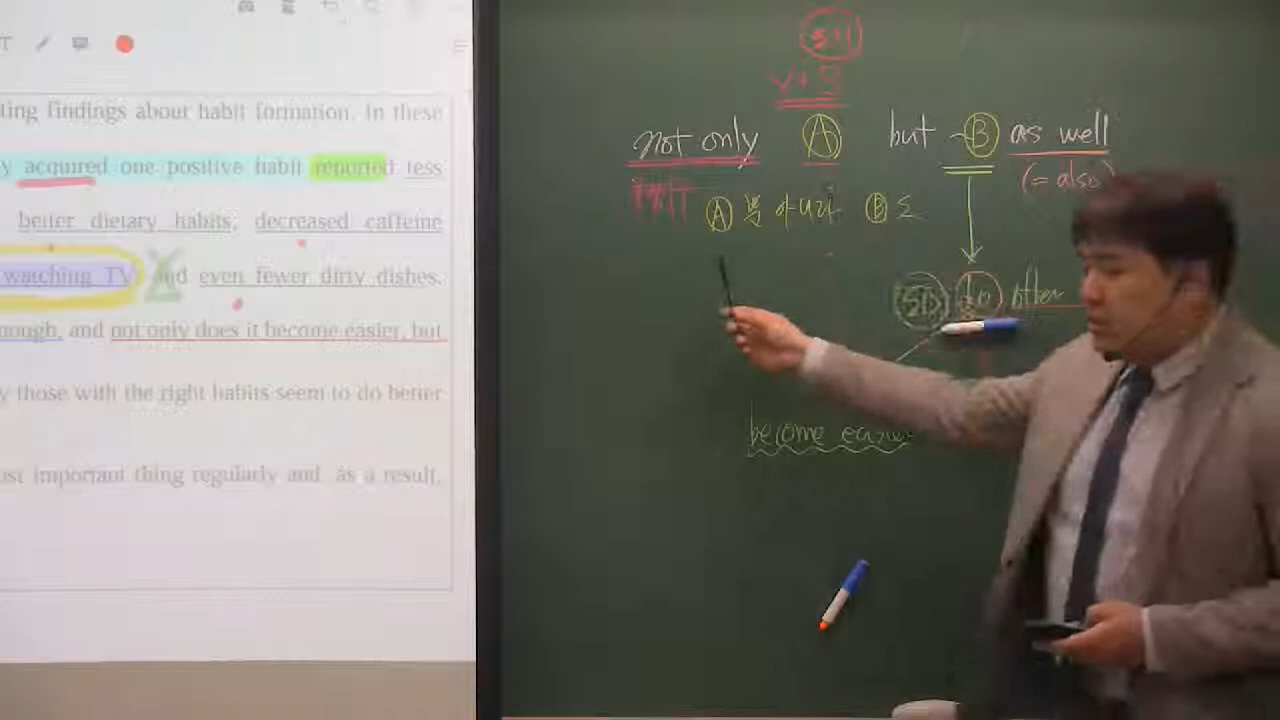 ting findings about habit formation. In these
y acquired one positive habit reported less
better dietary habits; decreased caffeine
watching TV and even fewer dirty dishes.
ough, and not only does it become easier, but
y those with the right habits seem to do better
ost important thing regularly and as a result,
V+S
not only A but B as well
(= also)
A 뿐 아니라 B도
other
become easier